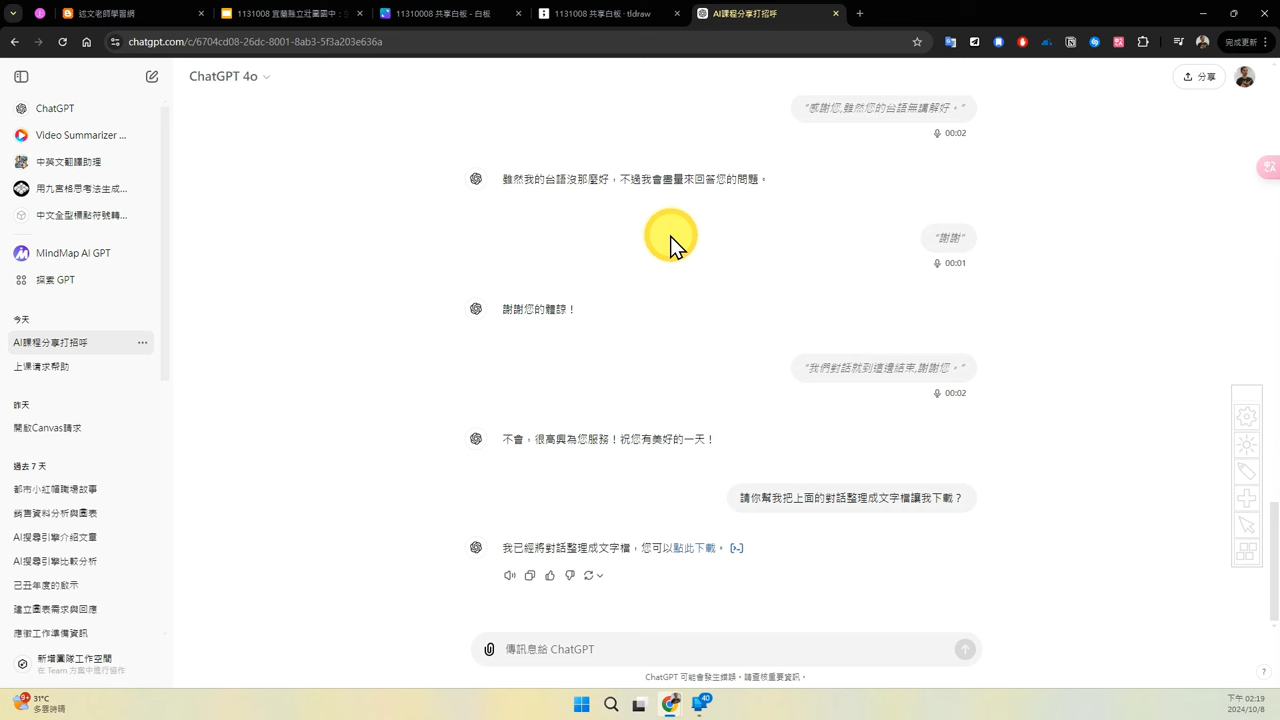 述文老師學習網
11131008 宜蘭縣立壯圍國中：ᅠ
11131008 共享白板 - 白板
11131008 共享白板 · tldraw
AI課程分享打招呼
chatgpt.com/c/6704cd08-26dc-8001-8ab3-5f3a203e636a
完成更新
ChatGPT 4o
分享
ChatGPT
Video Summarizer ...
中英文翻譯助理
用九宮格思考法生成...
中文全型標點符號轉...
MindMap AI GPT
探索 GPT
今天
AI課程分享打招呼
上课请求帮助
昨天
開啟Canvas請求
過去 7 天
都市小紅帽職場故事
銷售資料分析與圖表
AI搜尋引擎介紹文章
AI搜尋引擎比較分析
己丑年度的啟示
建立圖表需求與回應
應徵工作準備資訊
新增團隊工作空間
在 Team 方案中進行協作
“感謝您,雖然您的台語無講解好。”
00:02
雖然我的台語沒那麼好，不過我會盡量來回答您的問題。
“謝謝”
00:01
謝謝您的體諒！
“我們對話就到這邊結束,謝謝您。”
00:02
不會，很高興為您服務！祝您有美好的一天！
請你幫我把上面的對話整理成文字檔讓我下載？
我已經將對話整理成文字檔，您可以點此下載。 [>-]
傳訊息給 ChatGPT
ChatGPT 可能會發生錯誤。請查核重要資訊。
?
9+
31°C
多雲時晴
40
下午 02:19
2024/10/8